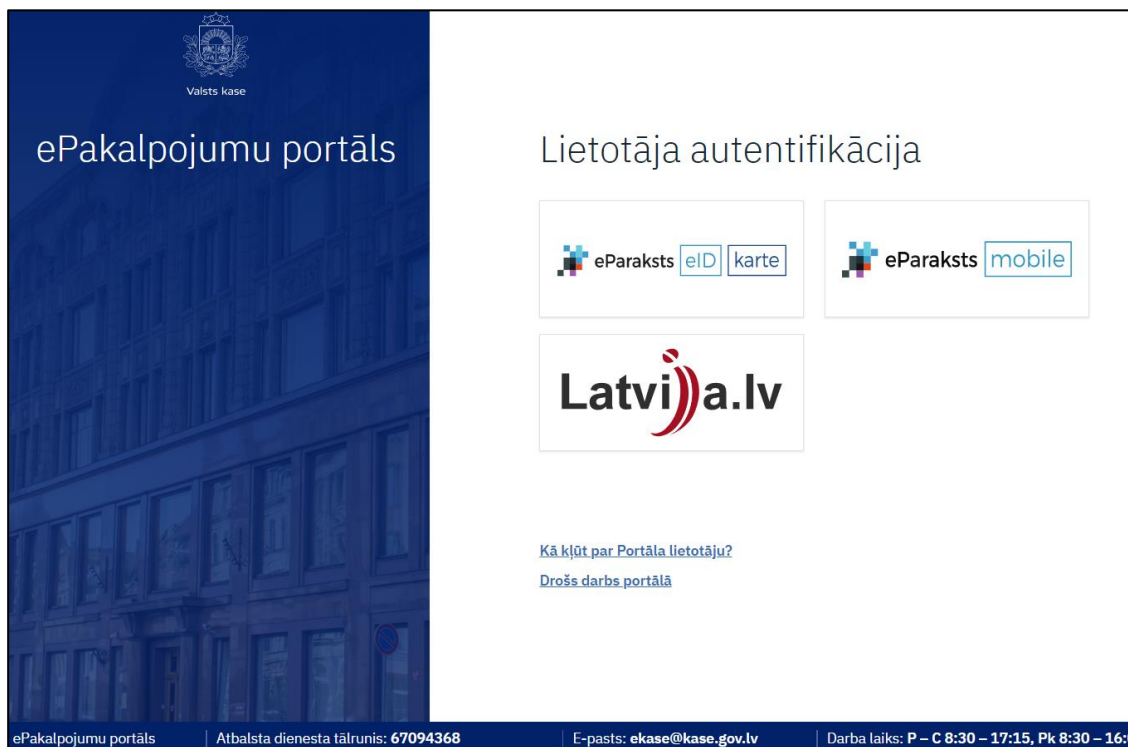 Valsts kase
ePakalpojumu portāls
Lietotāja autentifikācija
eParaksts eID karte
eParaksts mobile
Latvija.lv
Kā kļūt par Portāla lietotāju?
Drošs darbs portālā
ePakalpojumu portāls
Atbalsta dienesta tālrunis: 67094368
E-pasts: ekase@kase.gov.lv
Darba laiks: P – C 8:30 – 17:15, Pk 8:30 –